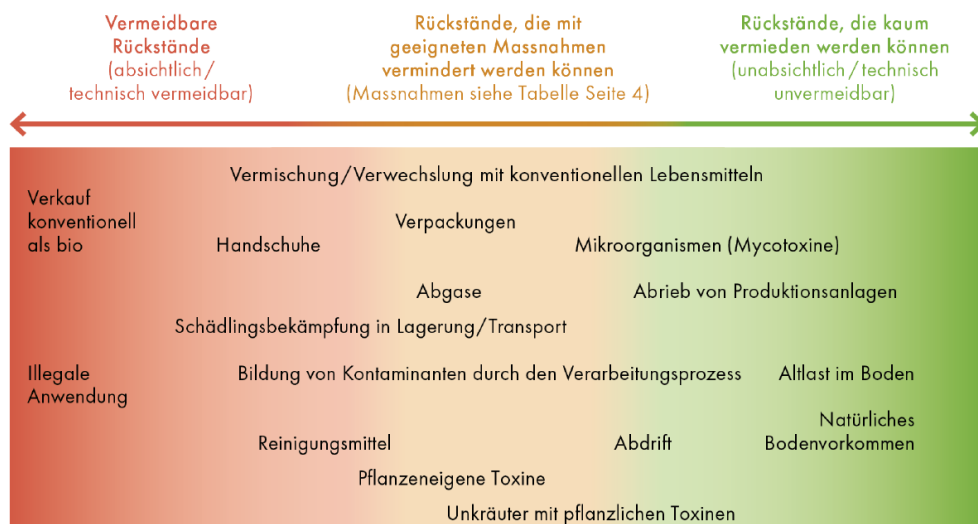 Vermeidbare
Rückstände
(absichtlich/
technisch vermeidbar)
Rückstände, die mit
geeigneten Massnahmen
vermindert werden können
(Massnahmen siehe Tabelle Seite 4)
Rückstände, die kaum
vermieden werden können
(unabsichtlich/technisch
unvermeidbar)
Vermischung/Verwechslung mit konventionellen Lebensmitteln
Verkauf
konventionell
als bio
Verpackungen
Handschuhe
Mikroorganismen (Mycotoxine)
Abgase
Abrieb von Produktionsanlagen
Schädlingsbekämpfung in Lagerung/Transport
Illegale
Anwendung
Bildung von Kontaminanten durch den Verarbeitungsprozess
Altlast im Boden
Natürliches
Bodenvorkommen
Reinigungsmittel
Abdrift
Pflanzeneigene Toxine
Unkräuter mit pflanzlichen Toxinen